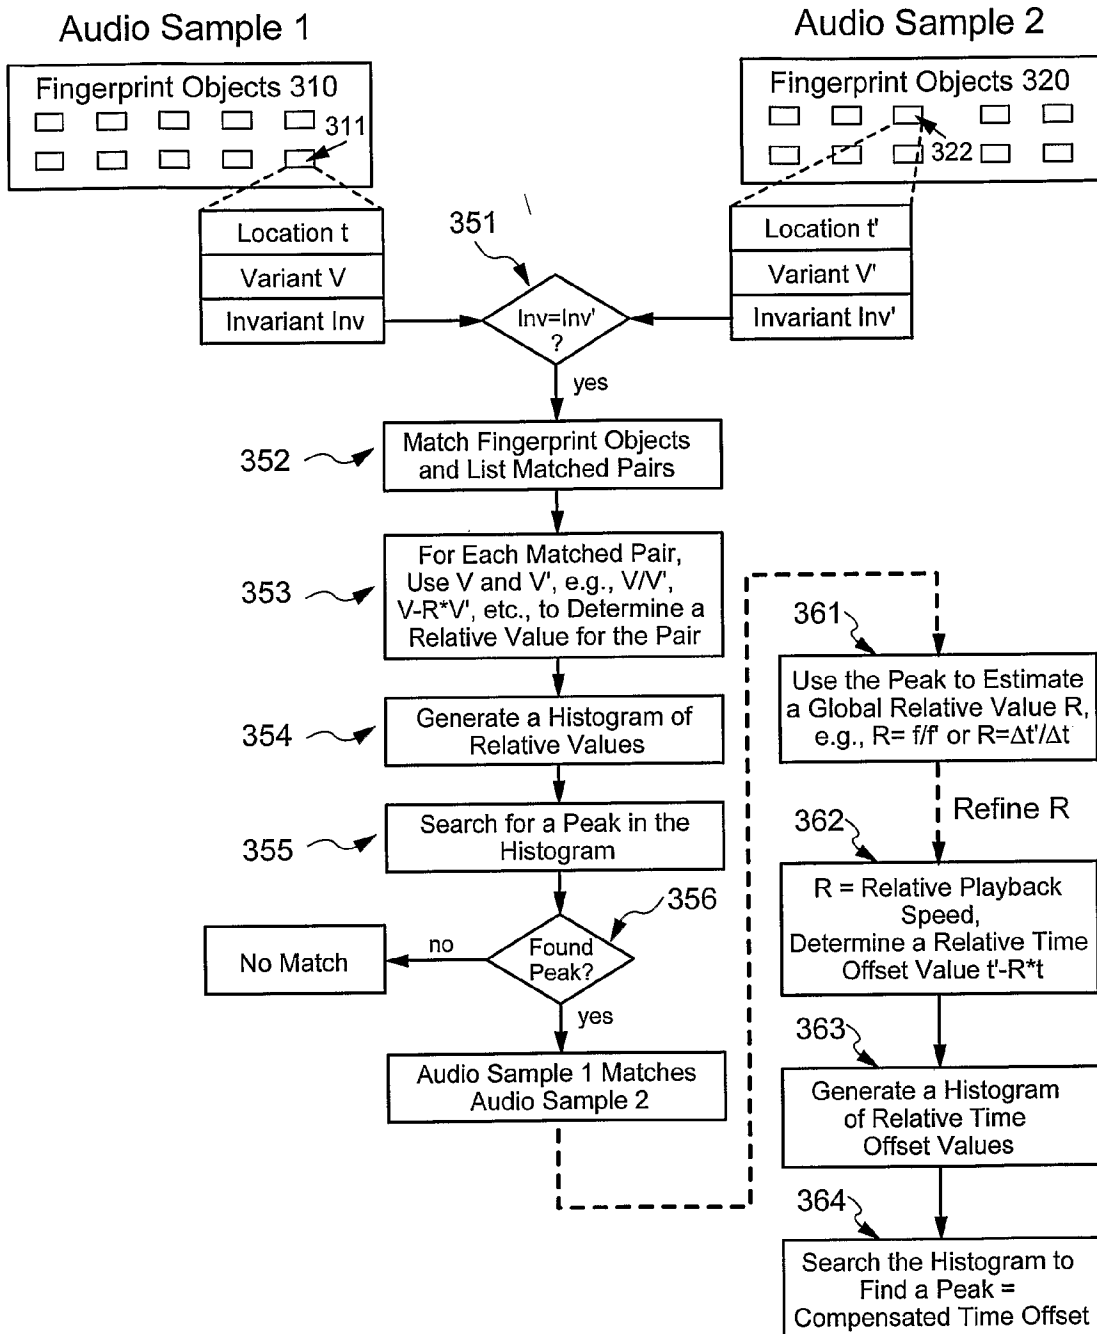 Audio Sample 1
Audio Sample 2
Fingerprint Objects 310
311
Fingerprint Objects 320
322
Location t
Variant V
Invariant Inv
Location t'
Variant V'
Invariant Inv'
351
Inv=Inv'
?
yes
352
Match Fingerprint Objects
and List Matched Pairs
353
For Each Matched Pair,
Use V and V', e.g., V/V',
V-R*V', etc., to Determine a
Relative Value for the Pair
354
Generate a Histogram of
Relative Values
355
Search for a Peak in the
Histogram
356
Found
Peak?
no
No Match
yes
Audio Sample 1 Matches
Audio Sample 2
361
Use the Peak to Estimate
a Global Relative Value R,
e.g., R= f/f' or R=Δt'/Δt
Refine R
362
R = Relative Playback
Speed,
Determine a Relative Time
Offset Value t'-R*t
363
Generate a Histogram
of Relative Time
Offset Values
364
Search the Histogram to
Find a Peak =
Compensated Time Offset